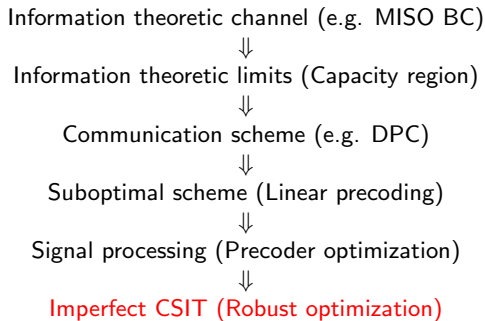 Information theoretic channel (e.g. MISO BC)
⇓
Information theoretic limits (Capacity region)
⇓
Communication scheme (e.g. DPC)
⇓
Suboptimal scheme (Linear precoding)
⇓
Signal processing (Precoder optimization)
⇓
Imperfect CSIT (Robust optimization)